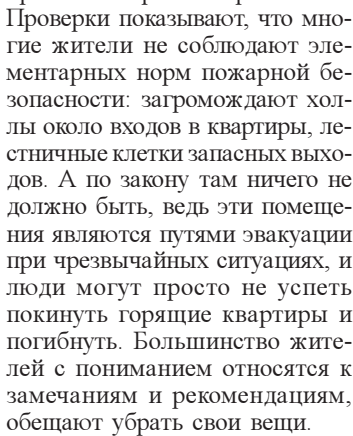 Проверки показывают, что мно-
гие жители не соблюдают эле-
ментарных норм пожарной бе-
зопасности: загромождают хол-
лы около входов в квартиры, ле-
стничные клетки запасных выхо-
дов. А по закону там ничего не
должно быть, ведь эти помеще-
ния являются путями эвакуации
при чрезвычайных ситуациях, и
люди могут просто не успеть
покинуть горящие квартиры и
погибнуть. Большинство жите-
лей с пониманием относятся к
замечаниям и рекомендациям,
обещают убрать свои вещи.